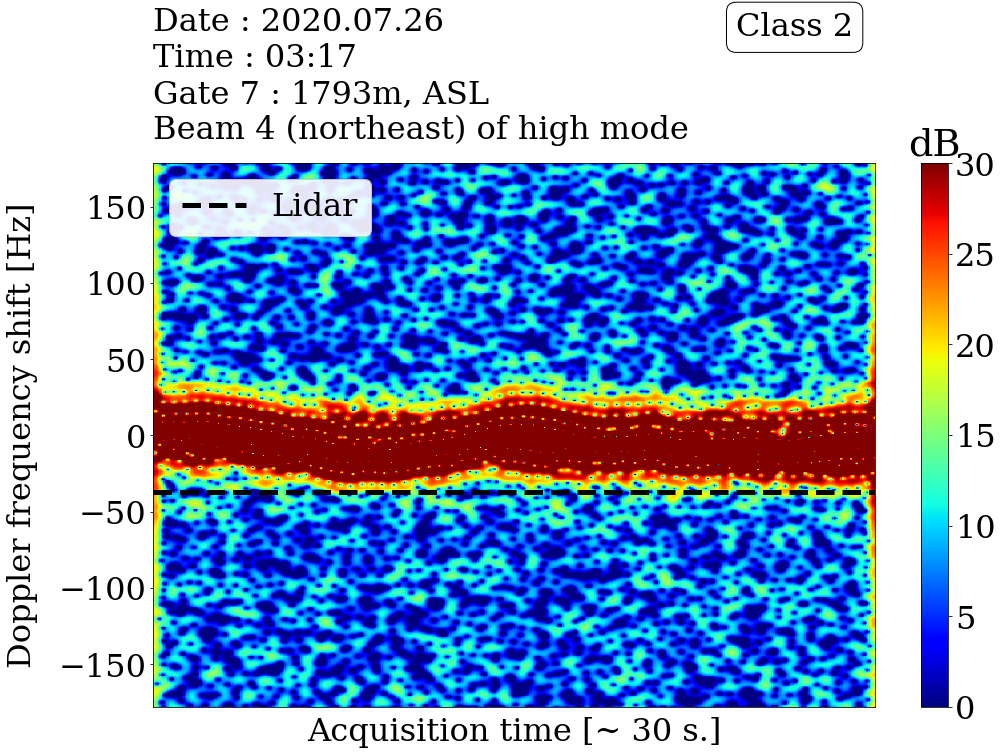 Date : 2020.07.26
Time : 03:17
Gate 7 : 1793m, ASL
Beam 4 (northeast) of high mode
Class 2
dB
Lidar
Doppler frequency shift [Hz]
150
100
50
0
−50
−100
−150
Acquisition time [~ 30 s.]
30
25
20
15
10
5
0